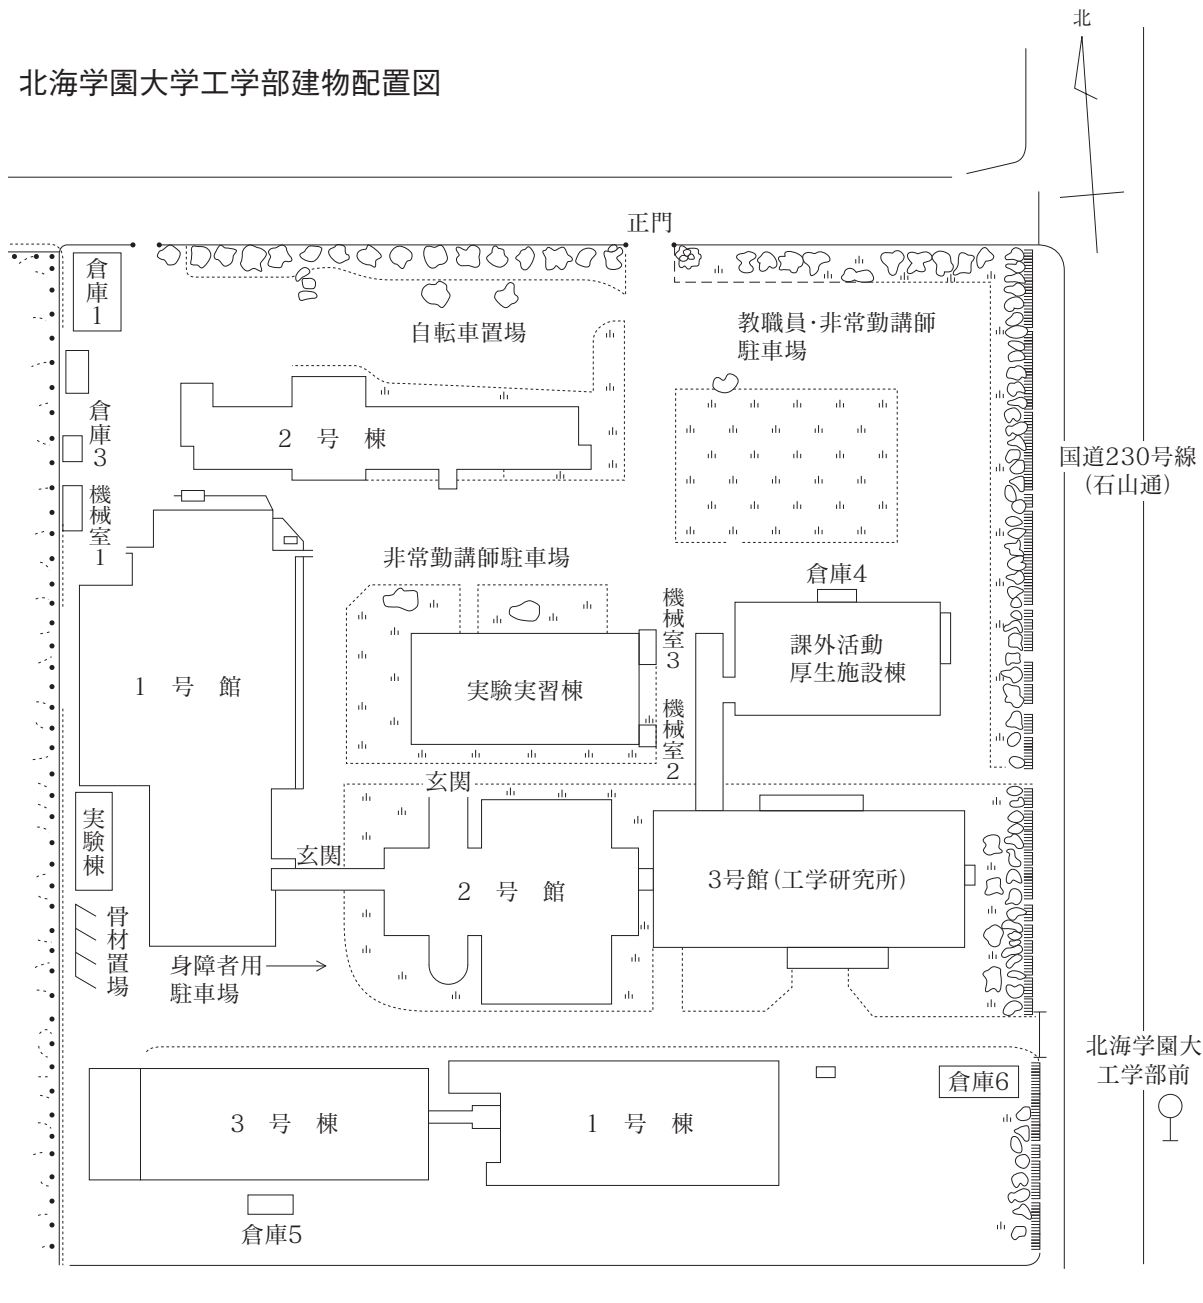 北
北海学園大学工学部建物配置図
正門
倉庫1
自転車置場
教職員・非常勤講師
駐車場
倉庫3
2号棟
国道230号線
(石山通)
機械室1
非常勤講師駐車場
倉庫4
機械室3
課外活動
厚生施設棟
1号館
実験実習棟
機械室2
玄関
実験棟
玄関
2号館
3号館(工学研究所)
骨材置場
身障者用
駐車場
北海学園大
工学部前
倉庫6
3号棟
1号棟
倉庫5